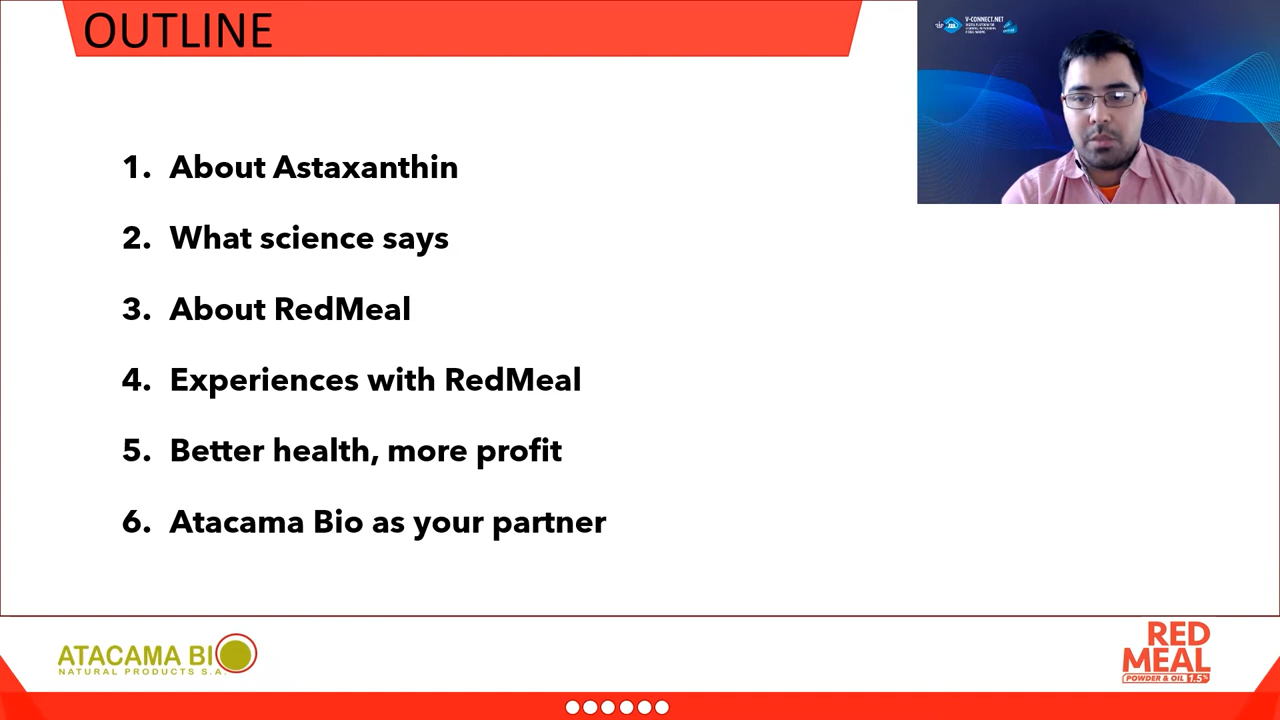 OUTLINE
V-CONNECT.NET
1. About Astaxanthin
2. What science says
3. About RedMeal
4. Experiences with RedMeal
5. Better health, more profit
6. Atacama Bio as your partner
ATACAMA BIO
NATURAL PRODUCTS S.A.
RED
MEAL
POWDER & OIL 1.5%